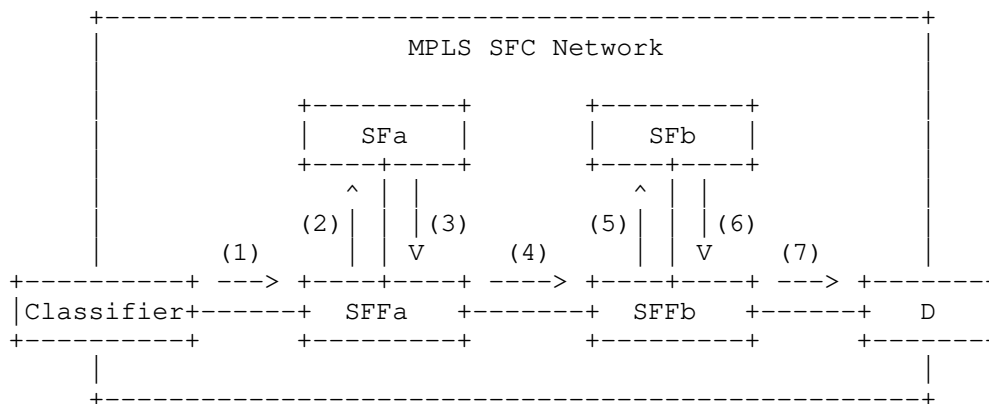 MPLS SFC Network
SFa SFb
^ ^
(2) (3) (5) (6)
(1) V (4) V (7)
---> ----> --->
Classifier SFFa SFFb D